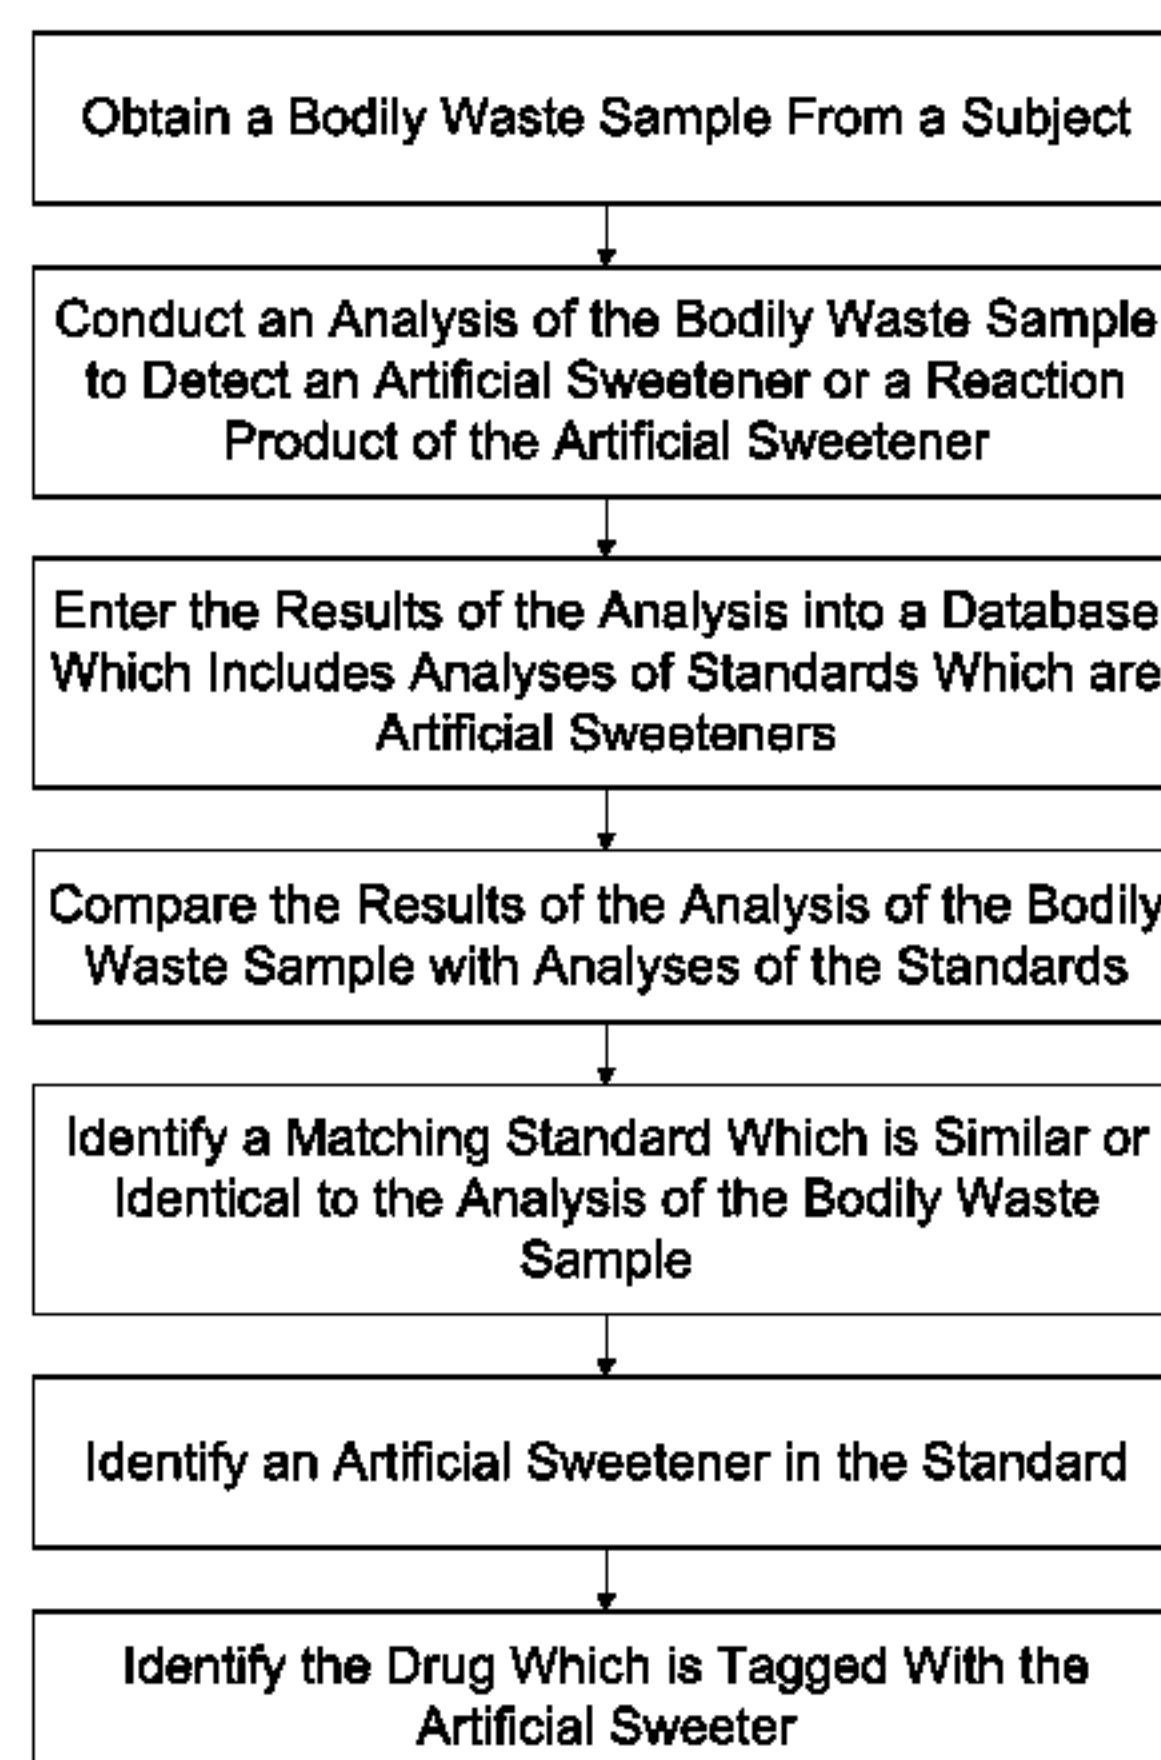 Obtain a Bodily Waste Sample From a Subject
Conduct an Analysis of the Bodily Waste Sample
to Detect an Artificial Sweetener or a Reaction
Product of the Artificial Sweetener
Enter the Results of the Analysis into a Database
Which Includes Analyses of Standards Which are
Artificial Sweeteners
Compare the Results of the Analysis of the Bodily
Waste Sample with Analyses of the Standards
Identify a Matching Standard Which is Similar or
Identical to the Analysis of the Bodily Waste
Sample
Identify an Artificial Sweetener in the Standard
Identify the Drug Which is Tagged With the
Artificial Sweeter